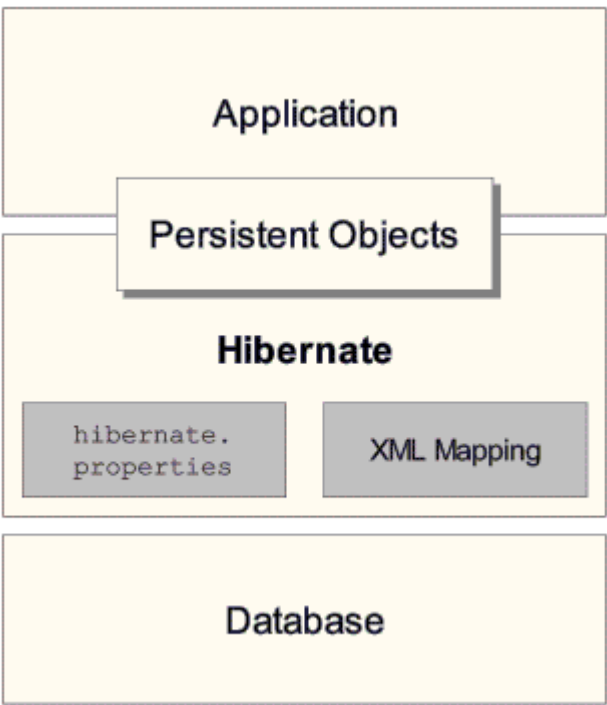 Application
Persistent Objects
Hibernate
hibernate.
properties
XML Mapping
Database